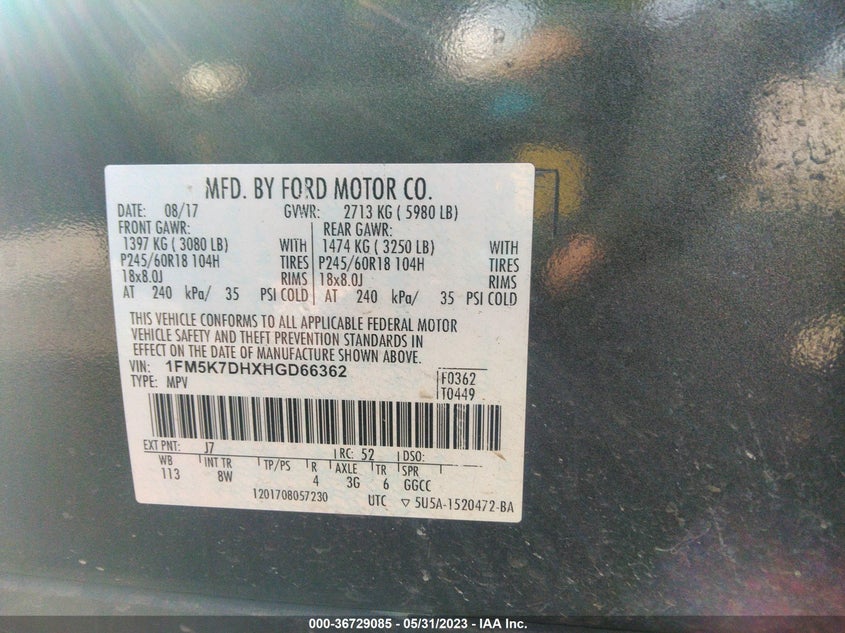 MFD. BY FORD MOTOR CO.
DATE: 08/17 GVWR: 2713 KG ( 5980 LB)
FRONT GAWR: REAR GAWR:
1397 KG ( 3080 LB) WITH 1474 KG ( 3250 LB) WITH
P245/60R18 104H TIRES P245/60R18 104H TIRES
18x8.0J RIMS 18x8.0J RIMS
AT 240 kPa/ 35 PSI COLD AT 240 kPa/ 35 PSI COLD
THIS VEHICLE CONFORMS TO ALL APPLICABLE FEDERAL MOTOR
VEHICLE SAFETY AND THEFT PREVENTION STANDARDS IN
EFFECT ON THE DATE OF MANUFACTURE SHOWN ABOVE.
VIN: 1FM5K7DHXHGD66362
TYPE: MPV
F0362
T0449
EXT PNT: J7 RC: 52 DSO:
WB INT TR TP/PS R AXLE TR SPR
113 8W 4 3G 6 GGCC
1201708057230 UTC ▽ 5U5A-1520472-BA
000-36729085 - 05/31/2023 - IAA Inc.